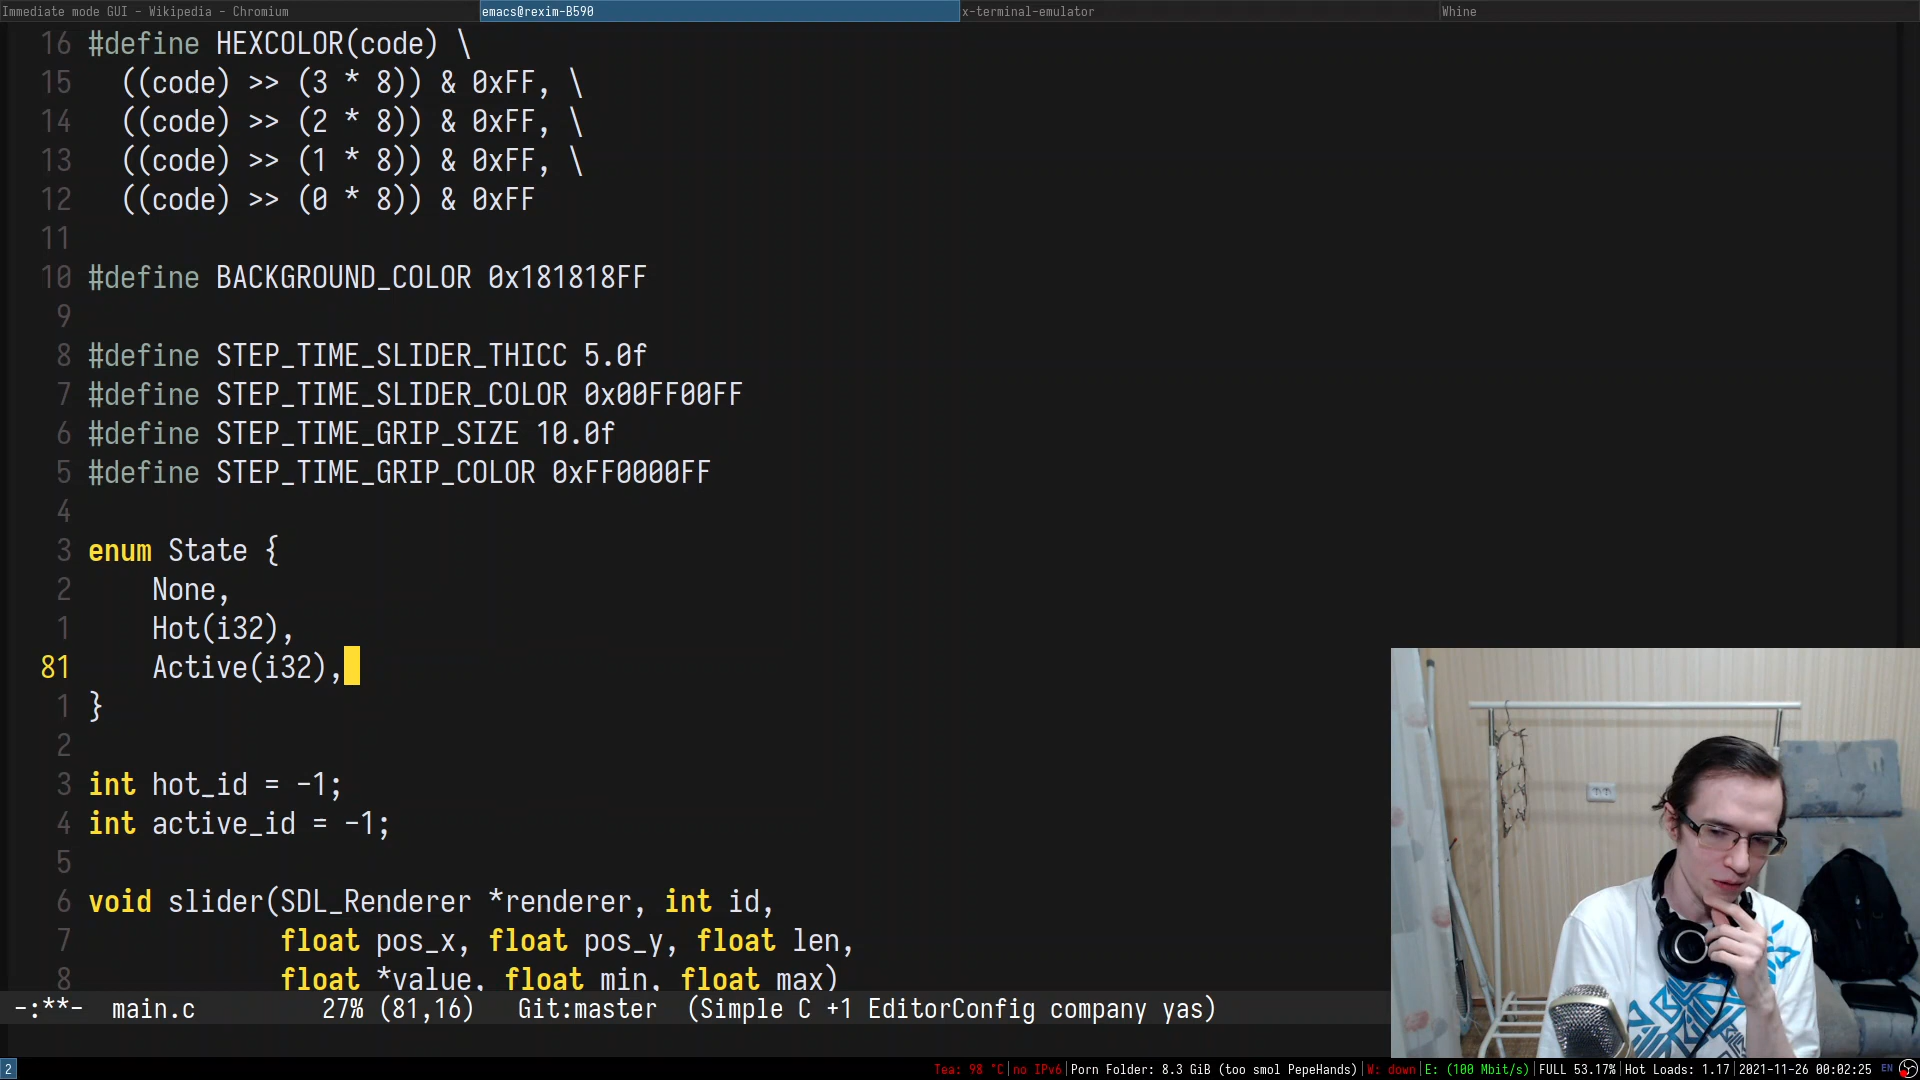 Immediate mode GUI - Wikipedia - Chromium
emacs@rexim-B590
x-terminal-emulator
Whine
16 #define HEXCOLOR(code) \
15   ((code) >> (3 * 8)) & 0xFF, \
14   ((code) >> (2 * 8)) & 0xFF, \
13   ((code) >> (1 * 8)) & 0xFF, \
12   ((code) >> (0 * 8)) & 0xFF
11
10 #define BACKGROUND_COLOR 0x181818FF
9
8 #define STEP_TIME_SLIDER_THICC 5.0f
7 #define STEP_TIME_SLIDER_COLOR 0x00FF00FF
6 #define STEP_TIME_GRIP_SIZE 10.0f
5 #define STEP_TIME_GRIP_COLOR 0xFF0000FF
4
3 enum State {
2     None,
1     Hot(i32),
81     Active(i32),
1 }
2
3 int hot_id = -1;
4 int active_id = -1;
5
6 void slider(SDL_Renderer *renderer, int id,
7             float pos_x, float pos_y, float len,
8             float *value, float min, float max)
-:**-  main.c        27% (81,16)   Git:master  (Simple C +1 EditorConfig company yas)
2
Tea: 98 °C|no IPv6|Porn Folder: 8.3 GiB (too smol PepeHands)|W: down|E: (100 Mbit/s)|FULL 53.17%|Hot Loads: 1.17|2021-11-26 00:02:25 EN